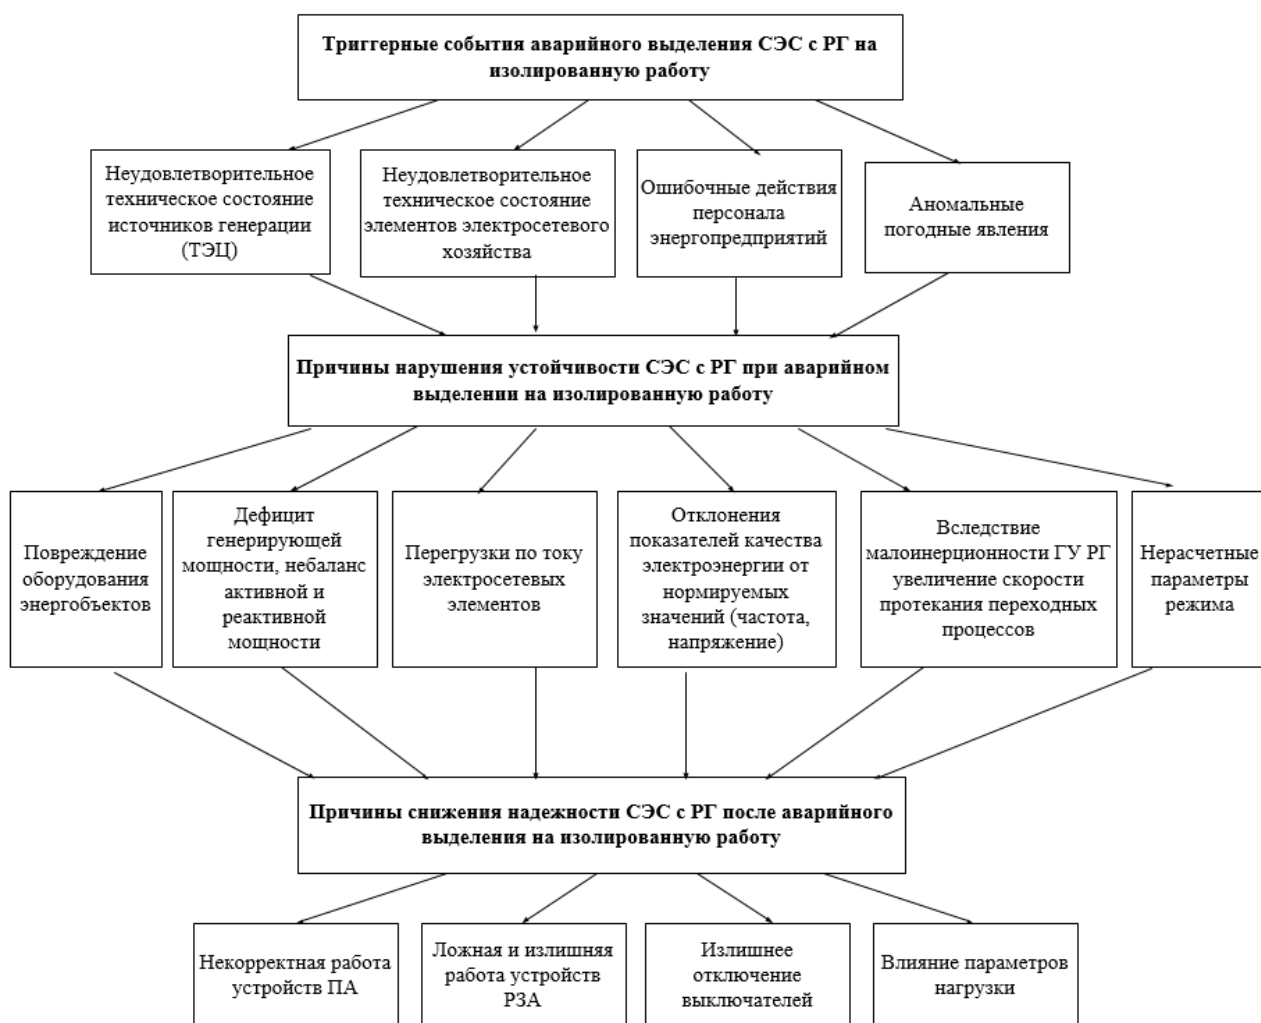 Триггерные события аварийного выделения СЭС с РГ на
изолированную работу
Неудовлетворительное
техническое состояние
источников генерации
(ТЭЦ)
Неудовлетворительное
техническое состояние
элементов электросетевого
хозяйства
Ошибочные действия
персонала
энергопредприятий
Аномальные
погодные явления
Причины нарушения устойчивости СЭС с РГ при аварийном
выделении на изолированную работу
Повреждение
оборудования
энергобъектов
Дефицит
генерирующей
мощности, небаланс
активной и
реактивной
мощности
Перегрузки по току
электросетевых
элементов
Отклонения
показателей качества
электроэнергии от
нормируемых
значений (частота,
напряжение)
Вследствие
малоинерционности ГУ РГ
увеличение скорости
протекания переходных
процессов
Нерасчетные
параметры
режима
Причины снижения надежности СЭС с РГ после аварийного
выделения на изолированную работу
Некорректная работа
устройств ПА
Ложная и излишняя
работа устройств
РЗА
Излишнее
отключение
выключателей
Влияние параметров
нагрузки